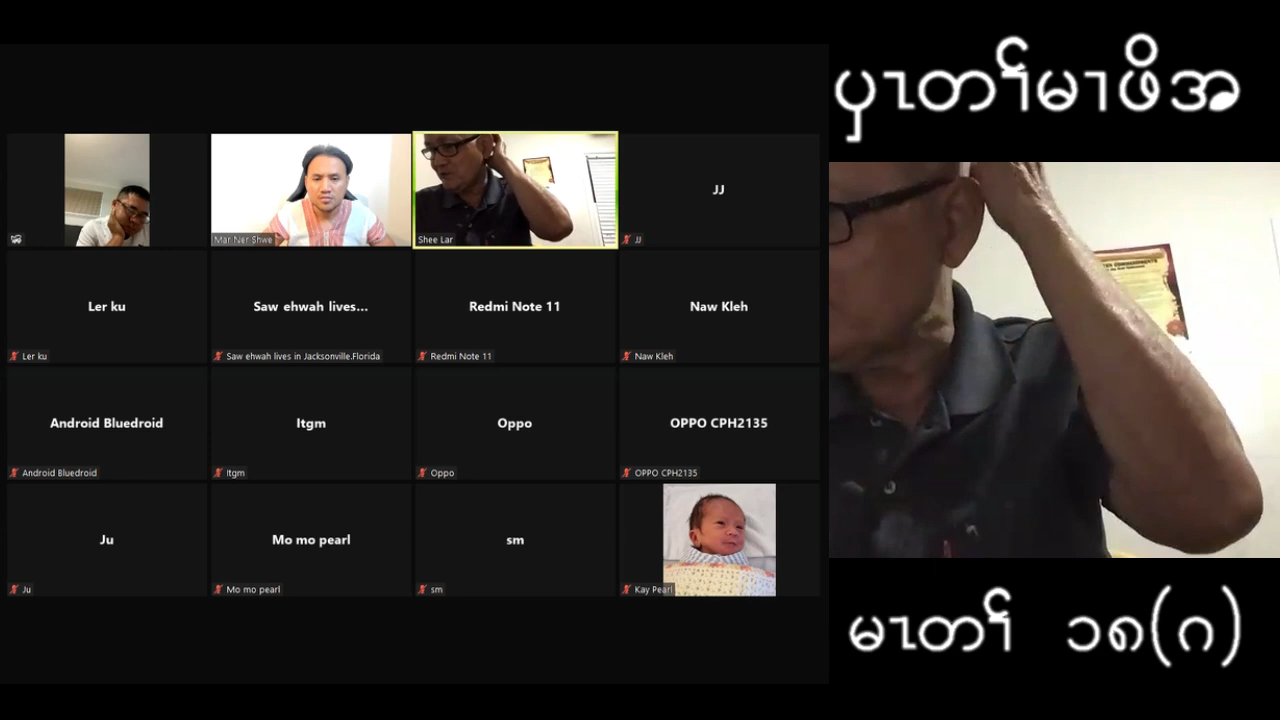 ပှၤတၢ်မၢဖိအ
Mar Ner Shwe
Shee Lar
JJ
JJ
Ler ku
Saw ehwah lives...
Redmi Note 11
Naw Kleh
Ler ku
Saw ehwah lives in Jacksonville.Florida
Redmi Note 11
Naw Kleh
COMMANDMENTS
Android Bluedroid
Itgm
Oppo
OPPO CPH2135
Android Bluedroid
Itgm
Oppo
OPPO CPH2135
Ju
Mo mo pearl
sm
Ju
Mo mo pearl
sm
Kay Pearl
မၤတၢ် ၁၈(ဂ)